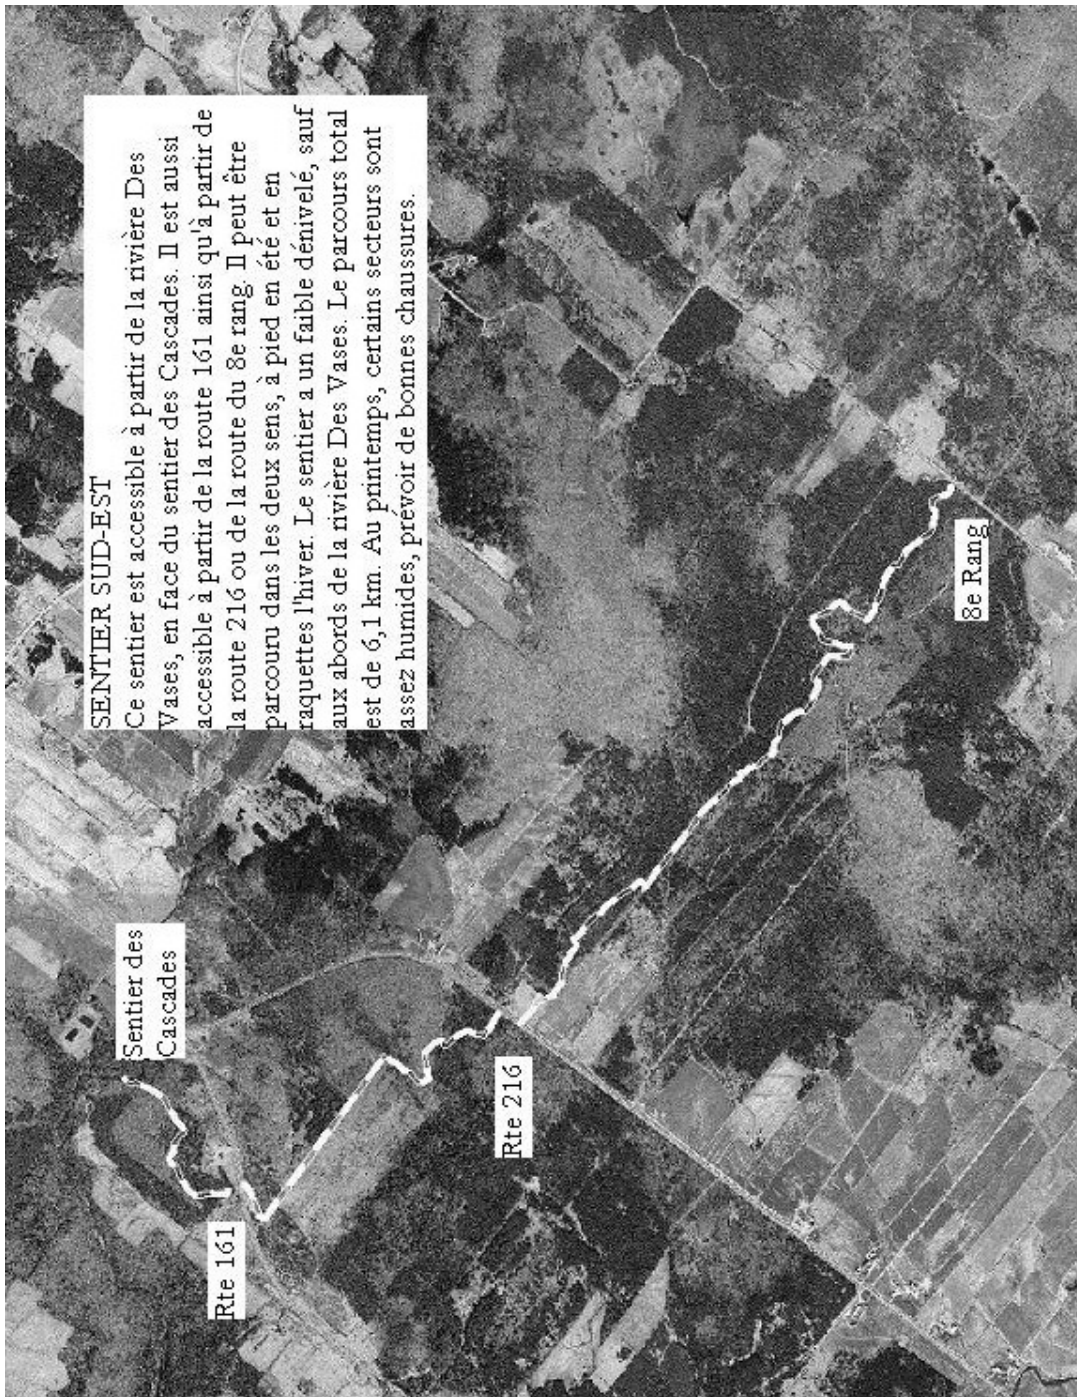 SENTIER SUD-EST
Ce sentier est accessible à partir de la rivière Des
Vases, en face du sentier des Cascades. Il est aussi
accessible à partir de la route 161 ainsi qu'à partir de
la route 216 ou de la route du 8e rang. Il peut être
parcouru dans les deux sens, à pied en été et en
raquettes l'hiver. Le sentier a un faible dénivelé, sauf
aux abords de la rivière Des Vases. Le parcours total
est de 6,1 km. Au printemps, certains secteurs sont
assez humides, prévoir de bonnes chaussures.
Sentier des
Cascades
Rte 161
Rte 216
8e Rang